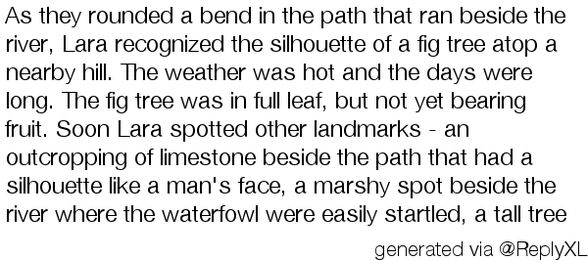 As they rounded a bend in the path that ran beside the
river, Lara recognized the silhouette of a fig tree atop a
nearby hill. The weather was hot and the days were
long. The fig tree was in full leaf, but not yet bearing
fruit. Soon Lara spotted other landmarks - an
outcropping of limestone beside the path that had a
silhouette like a man's face, a marshy spot beside the
river where the waterfowl were easily startled, a tall tree
generated via @ReplyXL